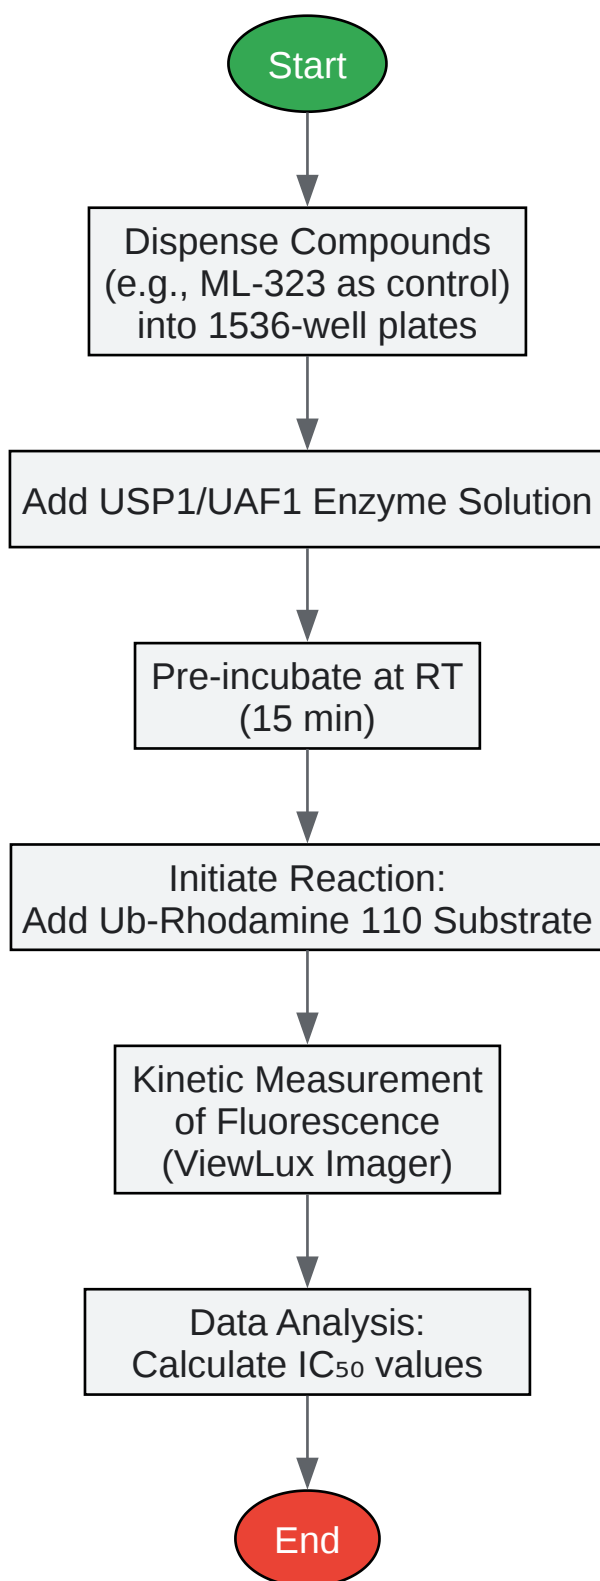 Start
Dispense Compounds
(e.g., ML-323 as control)
into 1536-well plates
Add USP1/UAF1 Enzyme Solution
Pre-incubate at RT
(15 min)
Initiate Reaction:
Add Ub-Rhodamine 110 Substrate
Kinetic Measurement
of Fluorescence
(ViewLux Imager)
Data Analysis:
Calculate IC₅₀ values
End